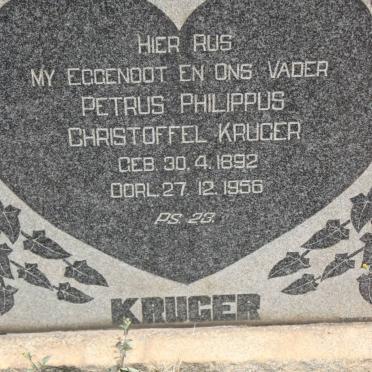 HIER RUS
MY EGGENOOT EN ONS VADER
PETRUS PHILIPPUS
CHRISTOFFEL KRUGER
GEB. 30. 4. 1892
OORL. 27. 12. 1956
PS. 23.
KRUGER